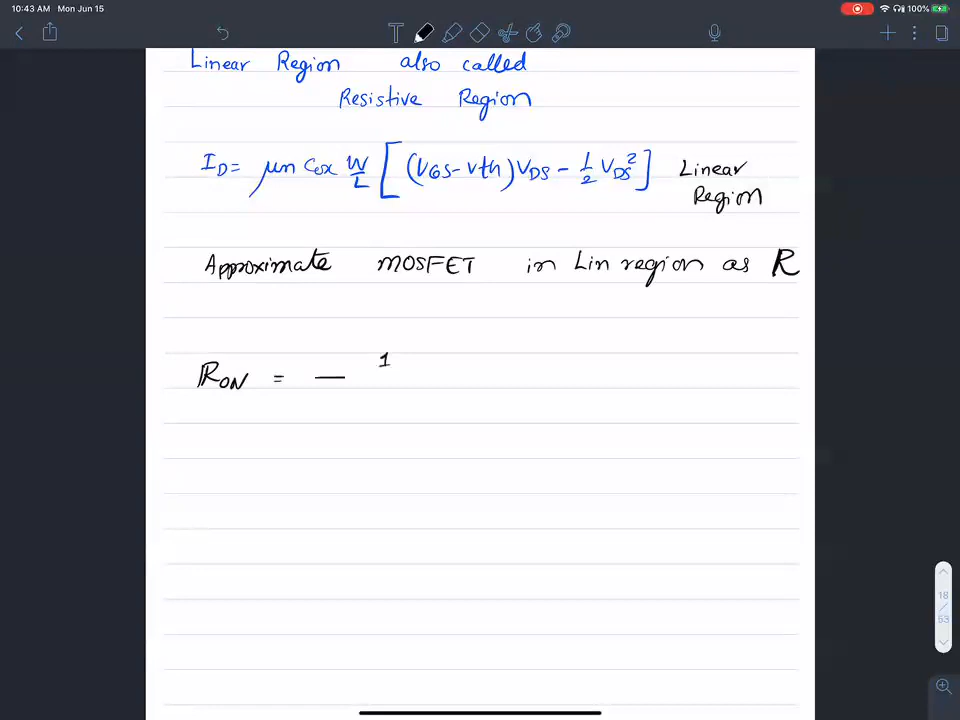 10:43 AM Mon Jun 15
100%
Linear Region also called
Resistive Region
I_D = μn Cox W/L [(VGS - Vth) VDS - 1/2 VDS²] Linear
Region
Approximate MOSFET in Lin region as R
1
RON = —
18
/
53